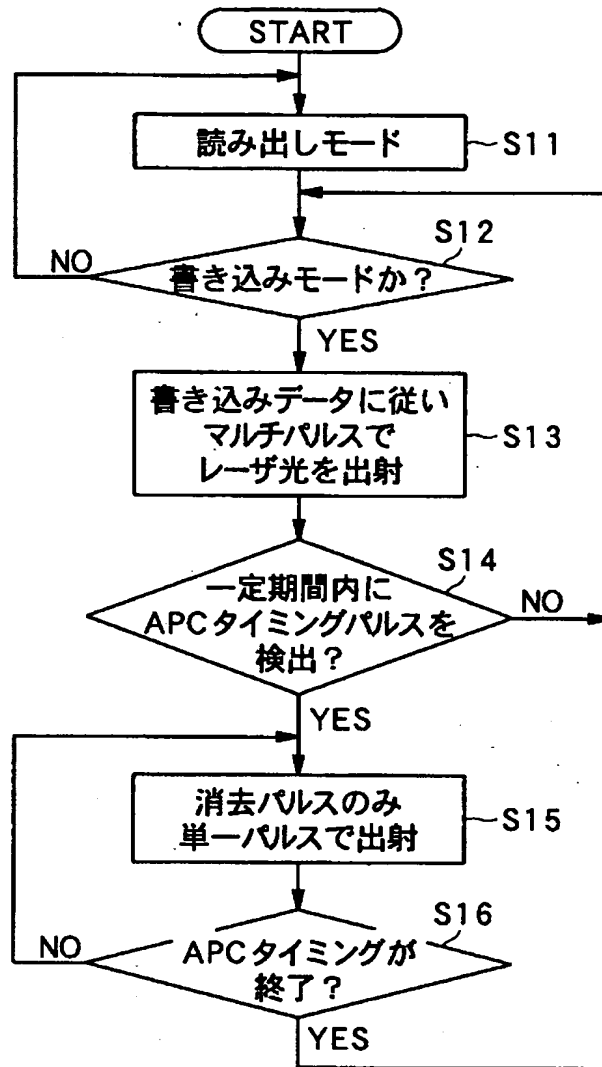 START
読み出しモード
S11
S12
書き込みモードか？
NO
YES
書き込みデータに従い
マルチパルスで
レーザ光を出射
S13
S14
一定期間内に
APCタイミングパルスを
検出？
NO
YES
消去パルスのみ
単一パルスで出射
S15
S16
APCタイミングが
終了？
NO
YES